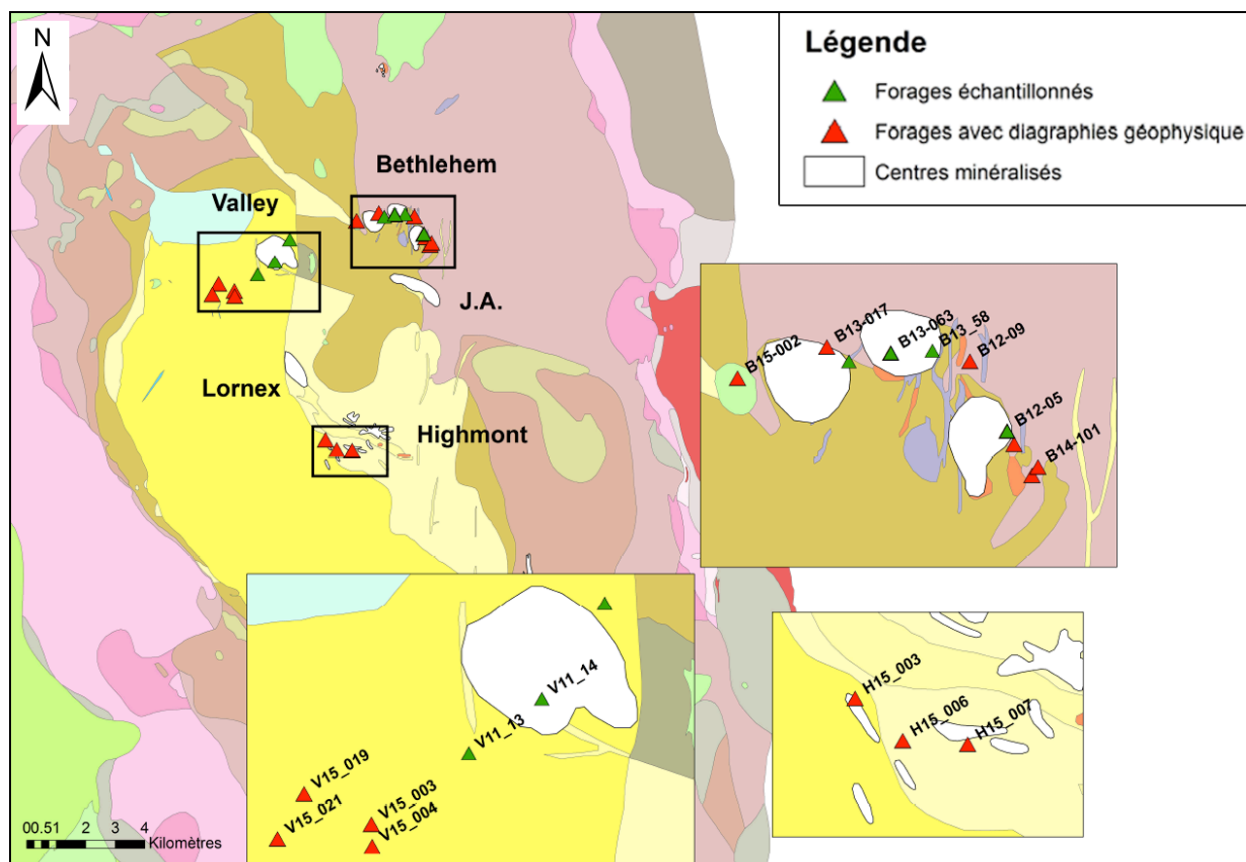 N
Légende
Forages échantillonnés
Forages avec diagraphies géophysique
Centres minéralisés
Bethlehem
Valley
J.A.
Lornex
Highmont
B15-002
B13-017
B13-063
B13_58
B12-09
B12-05
B14-101
V11_14
V11_13
V15_019
V15_021
V15_003
V15_004
H15_003
H15_006
H15_007
00.51 2 3 4
Kilomètres